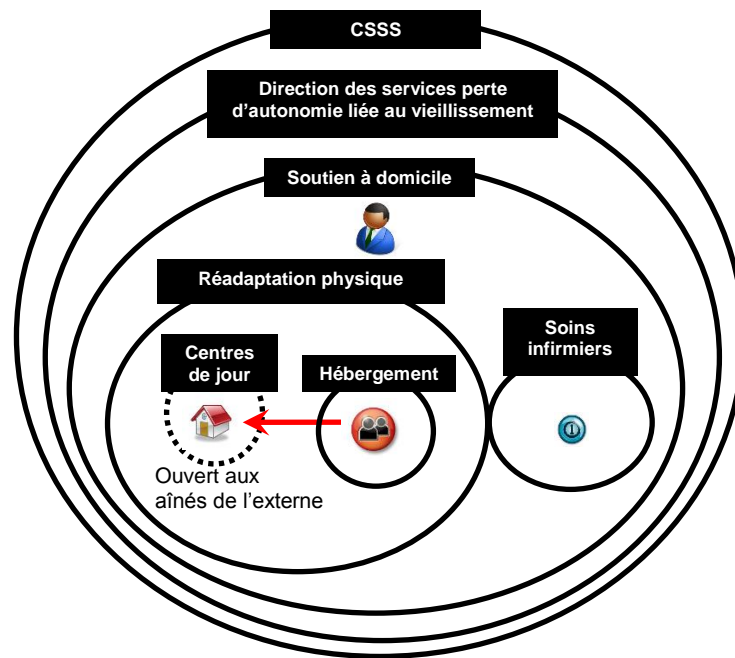 CSSS
Direction des services perte
d’autonomie liée au vieillissement
Soutien à domicile
Réadaptation physique
Soins
infirmiers
Centres
de jour
Hébergement
①
Ouvert aux
aînés de l’externe